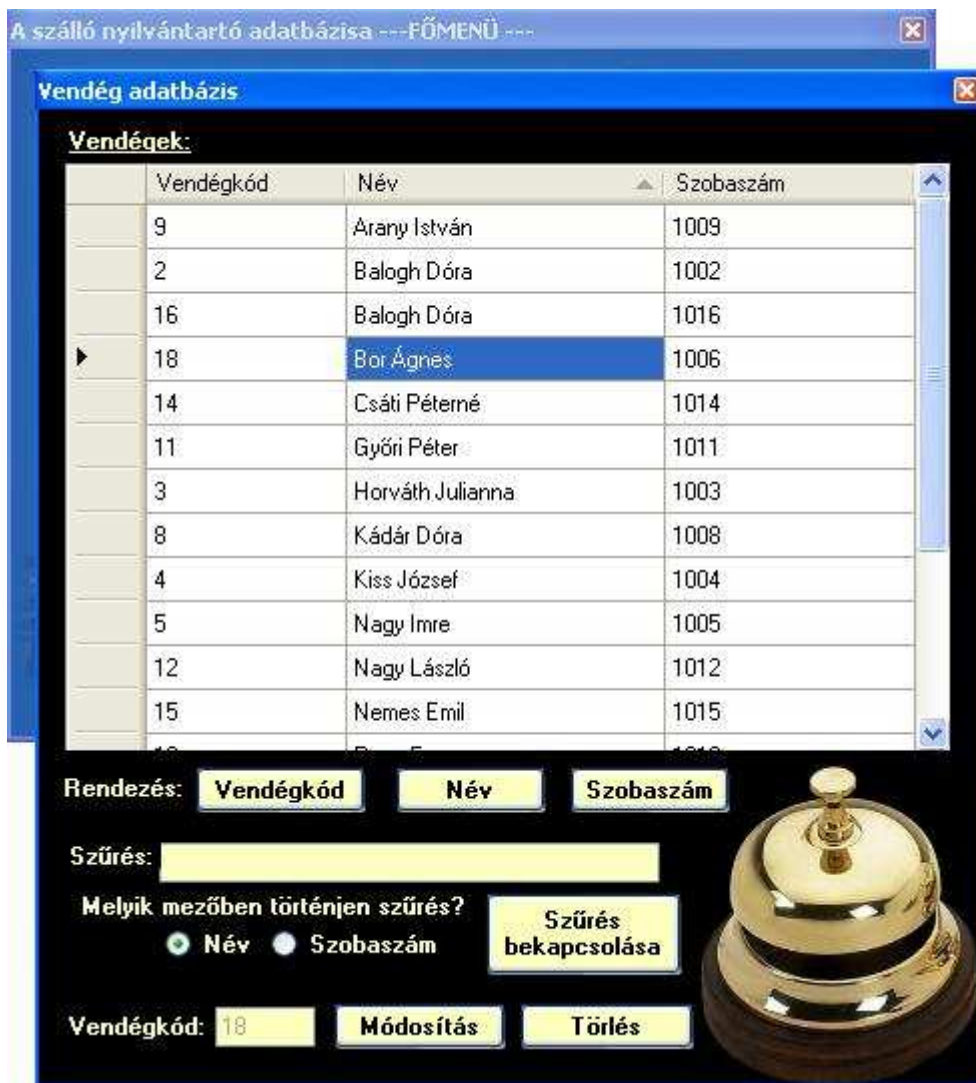 A szálló nyilvántartó adatbázisa ---FŐMENÜ ---
Vendég adatbázis
Vendégek:
Vendégkód Név Szobaszám
9 Arany István 1009
2 Balogh Dóra 1002
16 Balogh Dóra 1016
18 Bor Ágnes 1006
14 Csáti Péterné 1014
11 Győri Péter 1011
3 Horváth Julianna 1003
8 Kádár Dóra 1008
4 Kiss József 1004
5 Nagy Imre 1005
12 Nagy László 1012
15 Nemes Emil 1015
Rendezés: Vendégkód Név Szobaszám
Szűrés:
Melyik mezőben történjen szűrés?
Név Szobaszám
Szűrés
bekapcsolása
Vendégkód: 18 Módosítás Törlés